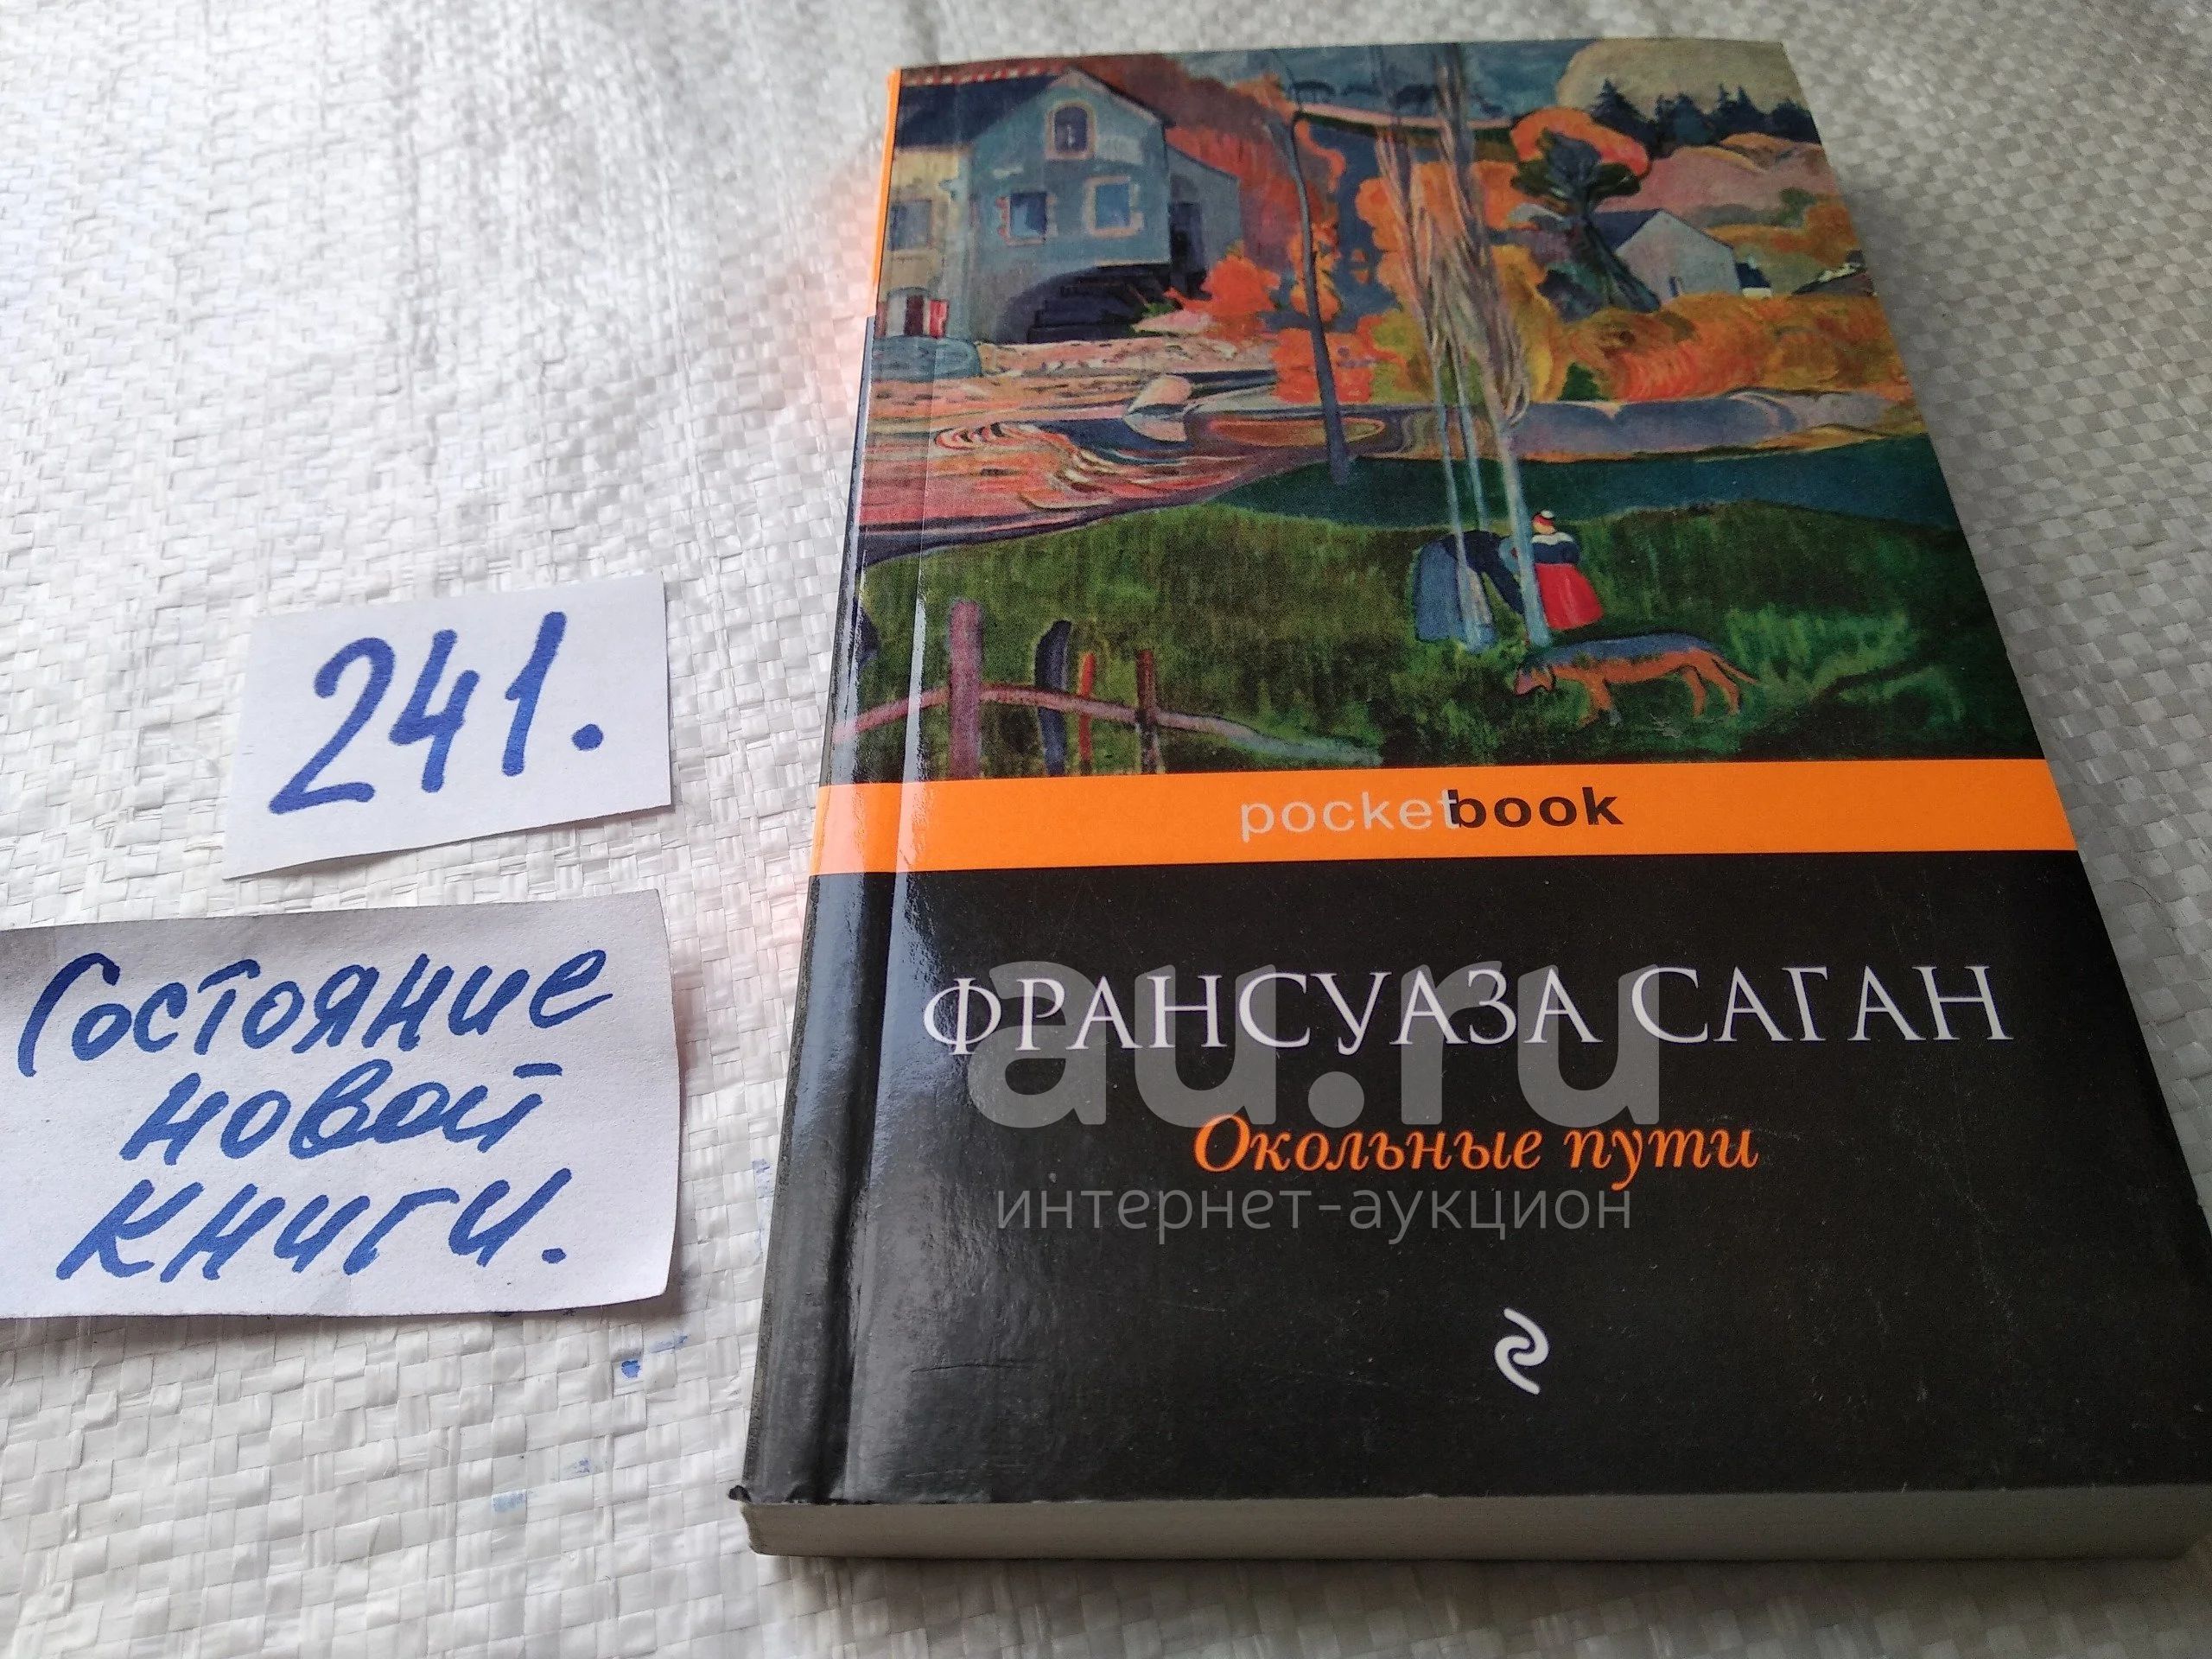 241.
Состояние
новой
книги.
pocketbook
ФРАНСУАЗА САГАН
au.ru
Окольные пути
интернет-аукцион